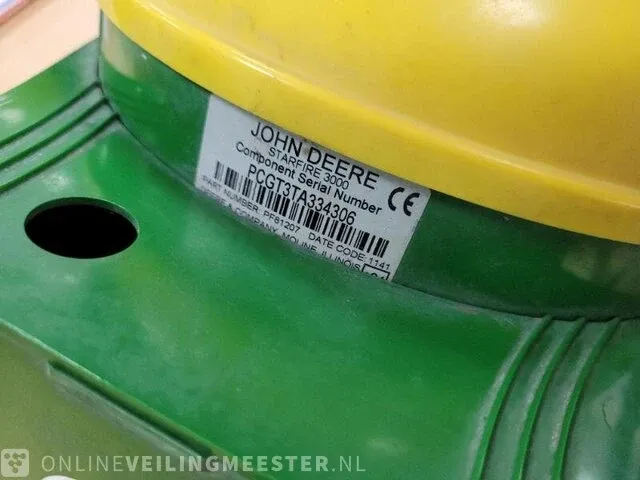 JOHN DEERE
STARFIRE 3000
Component Serial Number
PCGT3TA334306
CE
PART NUMBER: PF81207 DATE CODE: 1141
DEERE & COMPANY, MOLINE, ILLINOIS
ONLINEVEILINGMEESTER.NL